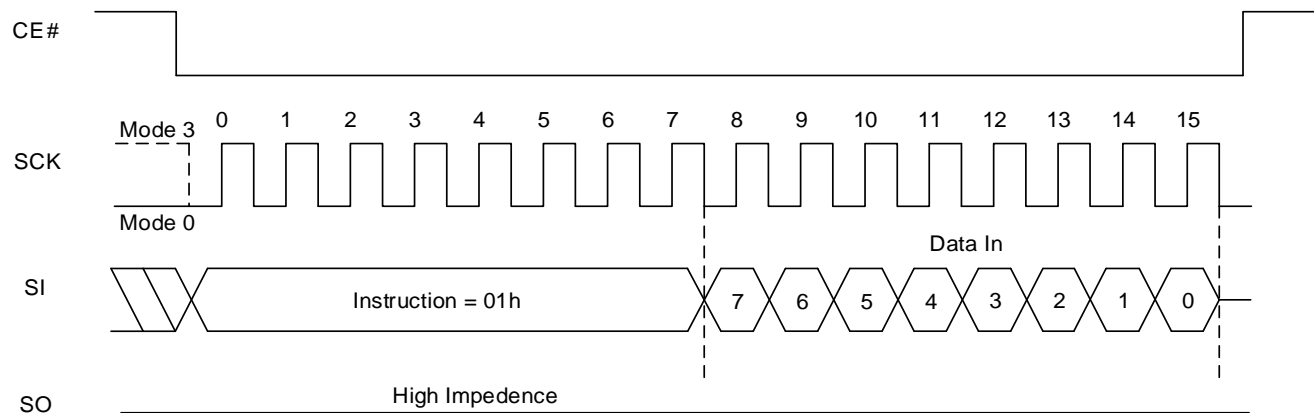 CE#
Mode 3 0 1 2 3 4 5 6 7 8 9 10 11 12 13 14 15
SCK
Mode 0
Data In
SI Instruction = 01h 7 6 5 4 3 2 1 0
High Impedence
SO